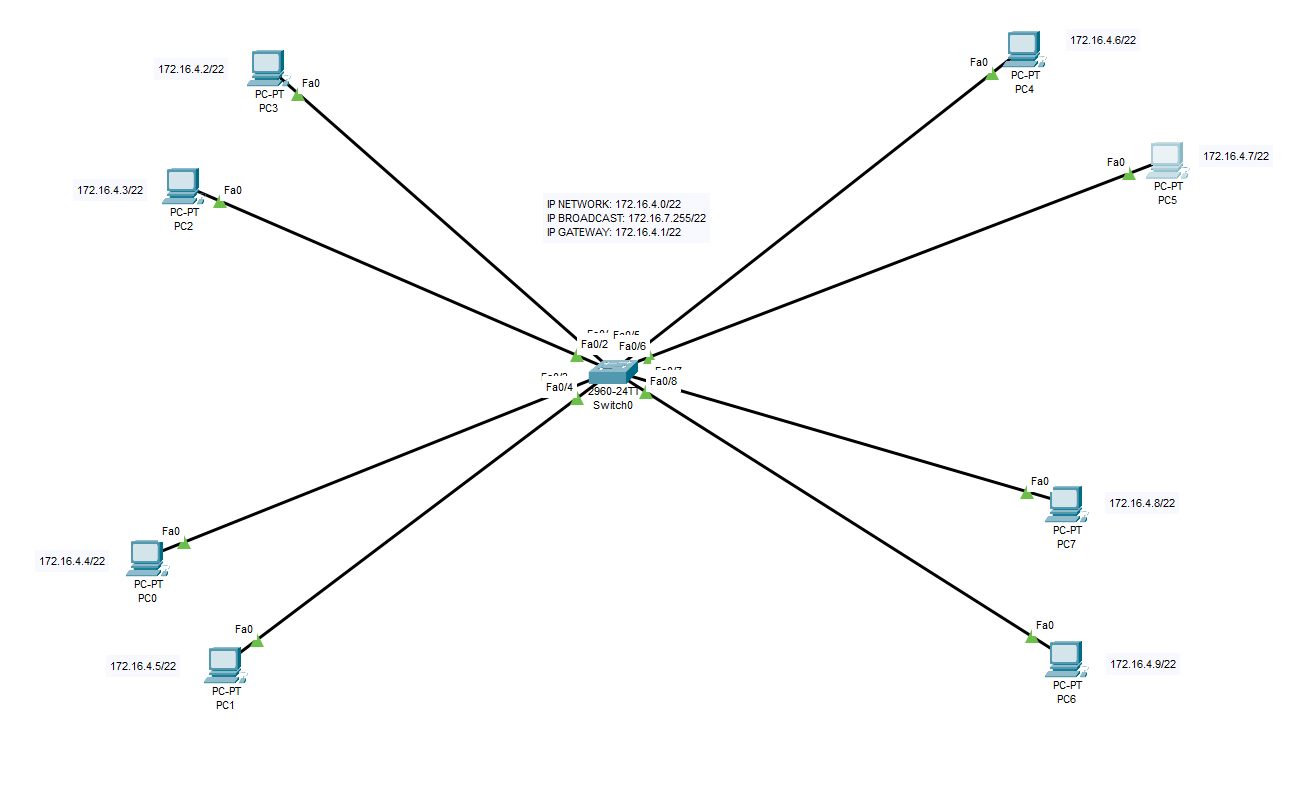 172.16.4.6/22
Fa0
PC-PT
PC4
172.16.4.2/22
Fa0
PC-PT
PC3
Fa0
172.16.4.7/22
PC-PT
PC5
172.16.4.3/22
Fa0
PC-PT
PC2
IP NETWORK: 172.16.4.0/22
IP BROADCAST: 172.16.7.255/22
IP GATEWAY: 172.16.4.1/22
Fa0/2
Fa0/6
Fa0/4
Fa0/8
2960-24TT
Switch0
Fa0
172.16.4.8/22
PC-PT
PC7
Fa0
172.16.4.4/22
PC-PT
PC0
Fa0
172.16.4.5/22
PC-PT
PC1
Fa0
172.16.4.9/22
PC-PT
PC6